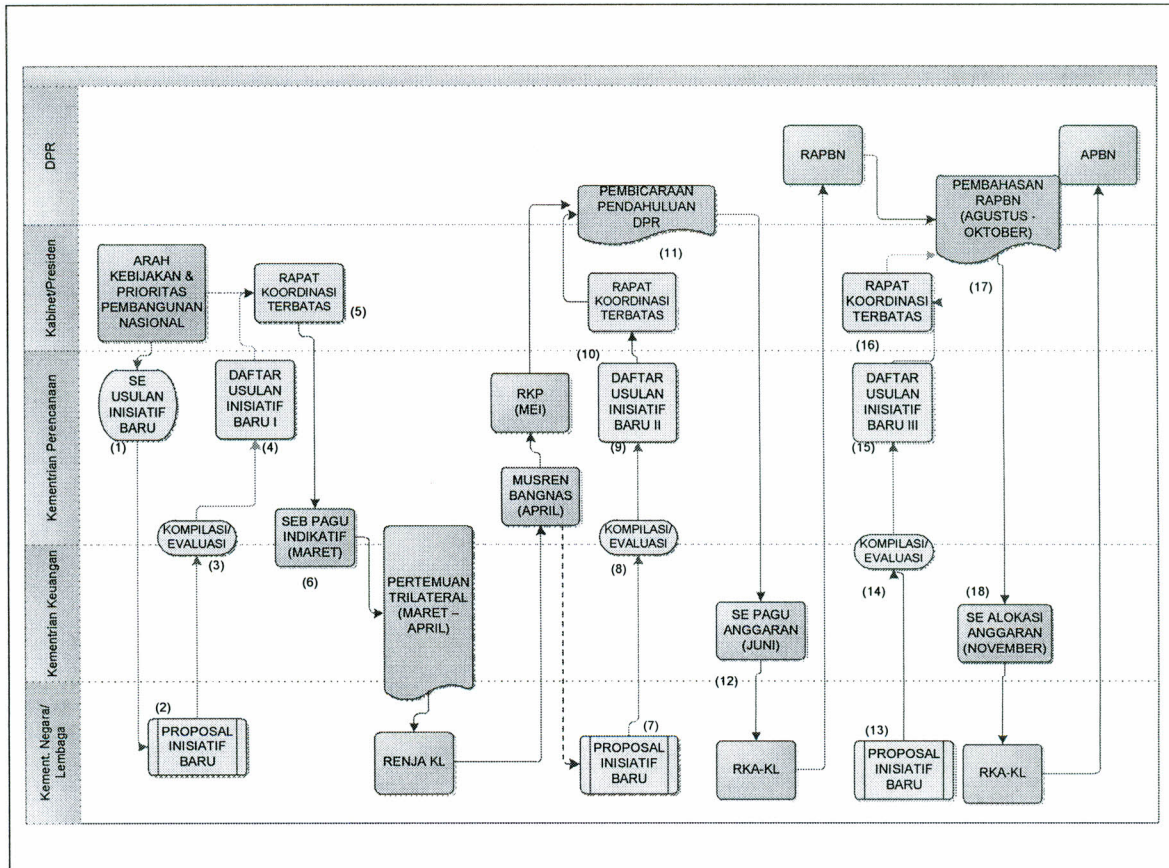 DPR
RAPBN
APBN
PEMBICARAAN
PENDAHULUAN
DPR
(11)
PEMBAHASAN
RAPBN
(AGUSTUS -
OKTOBER)
(17)
Kabinet/Presiden
ARAH
KEBIJAKAN &
PRIORITAS
PEMBANGUNAN
NASIONAL
RAPAT
KOORDINASI
TERBATAS
(5)
RAPAT
KOORDINASI
TERBATAS
(10)
RAPAT
KOORDINASI
TERBATAS
(16)
Kementrian Perencanaan
SE
USULAN
INISIATIF
BARU
(1)
DAFTAR
USULAN
INISIATIF
BARU I
(4)
RKP
(MEI)
DAFTAR
USULAN
INISIATIF
BARU II
(9)
DAFTAR
USULAN
INISIATIF
BARU III
(15)
KOMPILASI/
EVALUASI
(3)
SEB PAGU
INDIKATIF
(MARET)
(6)
MUSREN
BANGNAS
(APRIL)
KOMPILASI/
EVALUASI
(8)
KOMPILASI/
EVALUASI
(14)
Kementrian Keuangan
PERTEMUAN
TRILATERAL
(MARET –
APRIL)
SE PAGU
ANGGARAN
(JUNI)
(12)
(18)
SE ALOKASI
ANGGARAN
(NOVEMBER)
Kement. Negara/
Lembaga
(2)
PROPOSAL
INISIATIF
BARU
RENJA KL
(7)
PROPOSAL
INISIATIF
BARU
RKA-KL
(13)
PROPOSAL
INISIATIF
BARU
RKA-KL